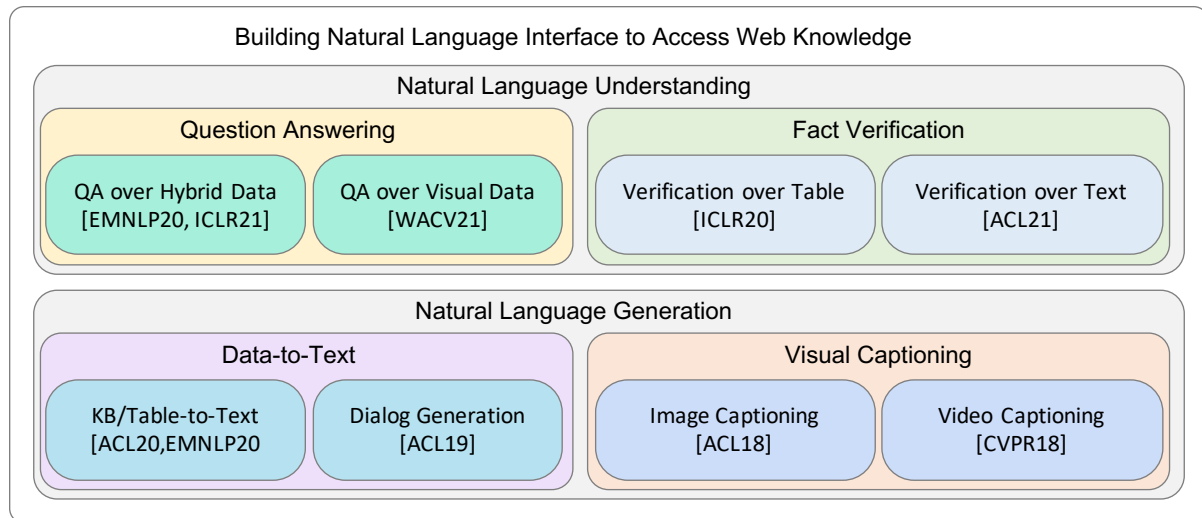 Building Natural Language Interface to Access Web Knowledge
Natural Language Understanding
Question Answering
QA over Hybrid Data
[EMNLP20, ICLR21]
QA over Visual Data
[WACV21]
Fact Verification
Verification over Table
[ICLR20]
Verification over Text
[ACL21]
Natural Language Generation
Data-to-Text
KB/Table-to-Text
[ACL20,EMNLP20
Dialog Generation
[ACL19]
Visual Captioning
Image Captioning
[ACL18]
Video Captioning
[CVPR18]